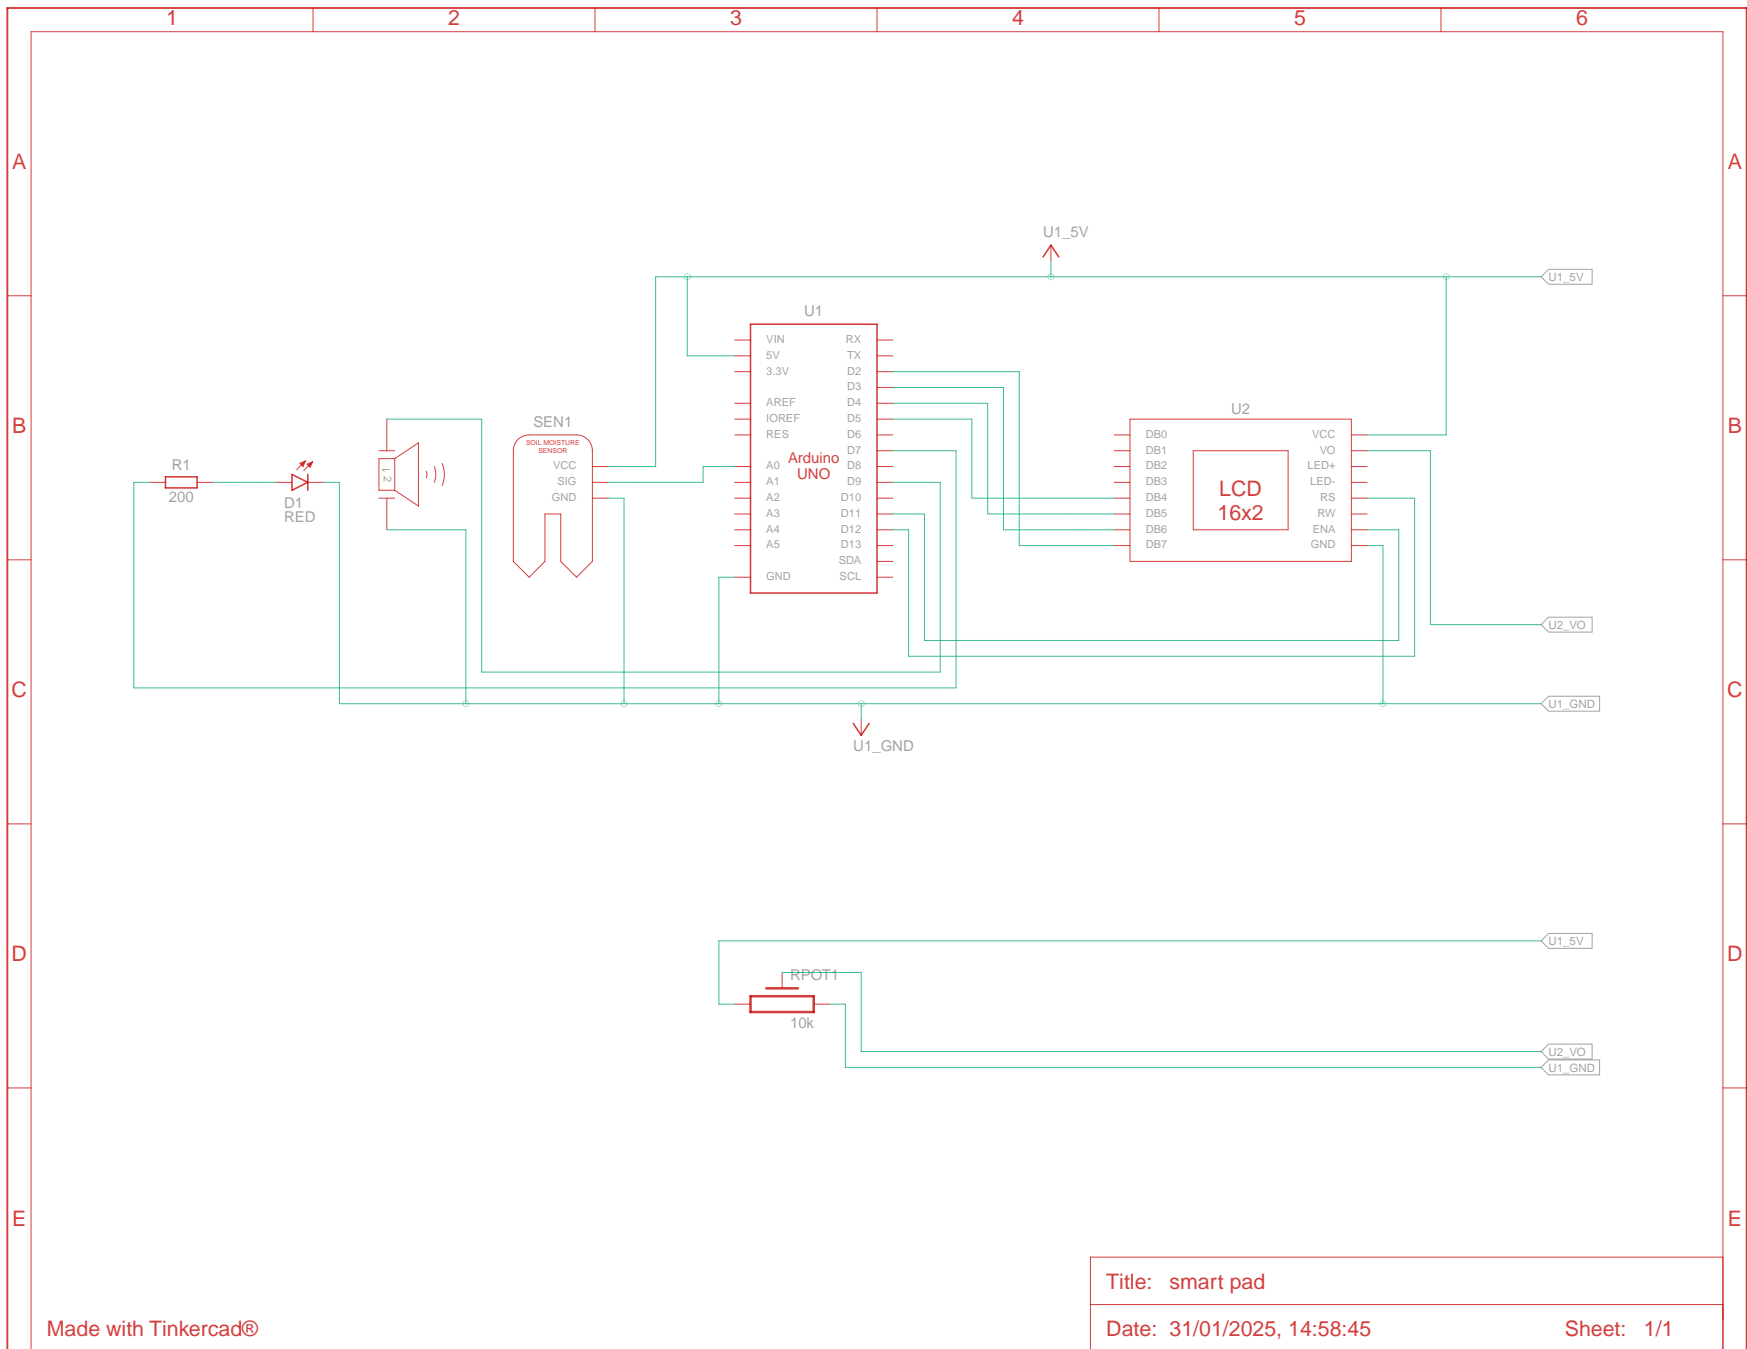 1 2 3 4 5 6
A A
U1_5V
U1_5V
B B
U1
VIN RX
5V TX
3.3V D2
D3
AREF D4
IOREF D5
RES D6
D7
A0 D8
A1 D9
A2 D10
A3 D11
A4 D12
A5 D13
SDA
GND SCL
Arduino
UNO
SEN1
SOIL MOISTURE
SENSOR
VCC
SIG
GND
1 2
R1
200
D1
RED
U2
DB0 VCC
DB1 VO
DB2 LED+
DB3 LED-
DB4 RS
DB5 RW
DB6 ENA
DB7 GND
LCD
16x2
U2_VO
C C
U1_GND
U1_GND
D D
U1_5V
RPOT1
10k
U2_VO
U1_GND
E E
Title: smart pad
Made with Tinkercad®
Date: 31/01/2025, 14:58:45 Sheet: 1/1